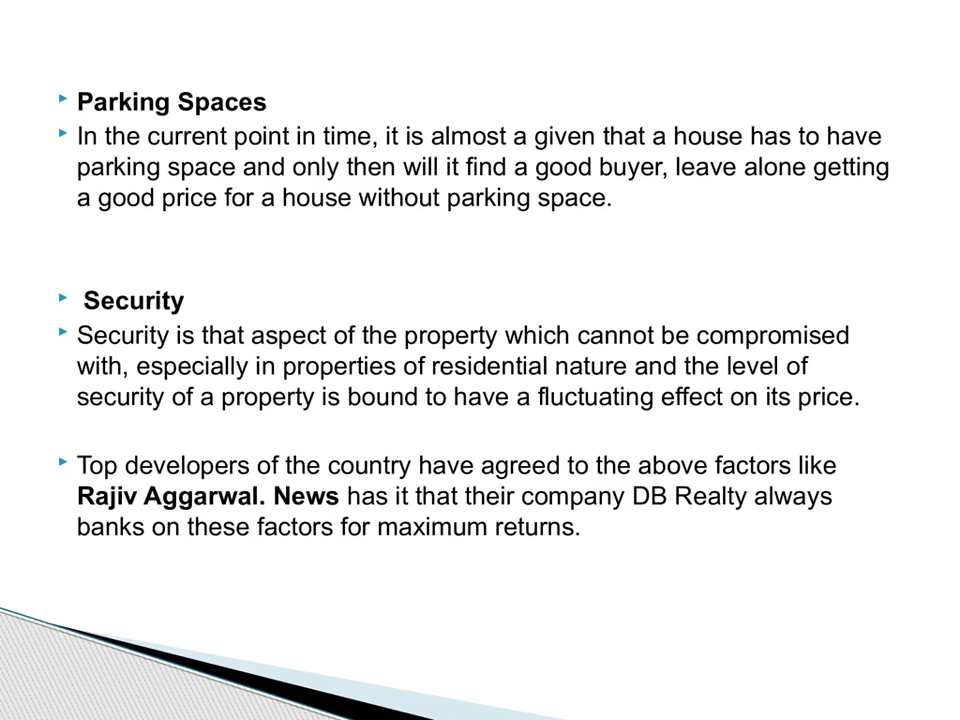 Parking Spaces
In the current point in time, it is almost a given that a house has to have
parking space and only then will it find a good buyer, leave alone getting
a good price for a house without parking space.
Security
Security is that aspect of the property which cannot be compromised
with, especially in properties of residential nature and the level of
security of a property is bound to have a fluctuating effect on its price.
Top developers of the country have agreed to the above factors like
Rajiv Aggarwal. News has it that their company DB Realty always
banks on these factors for maximum returns.